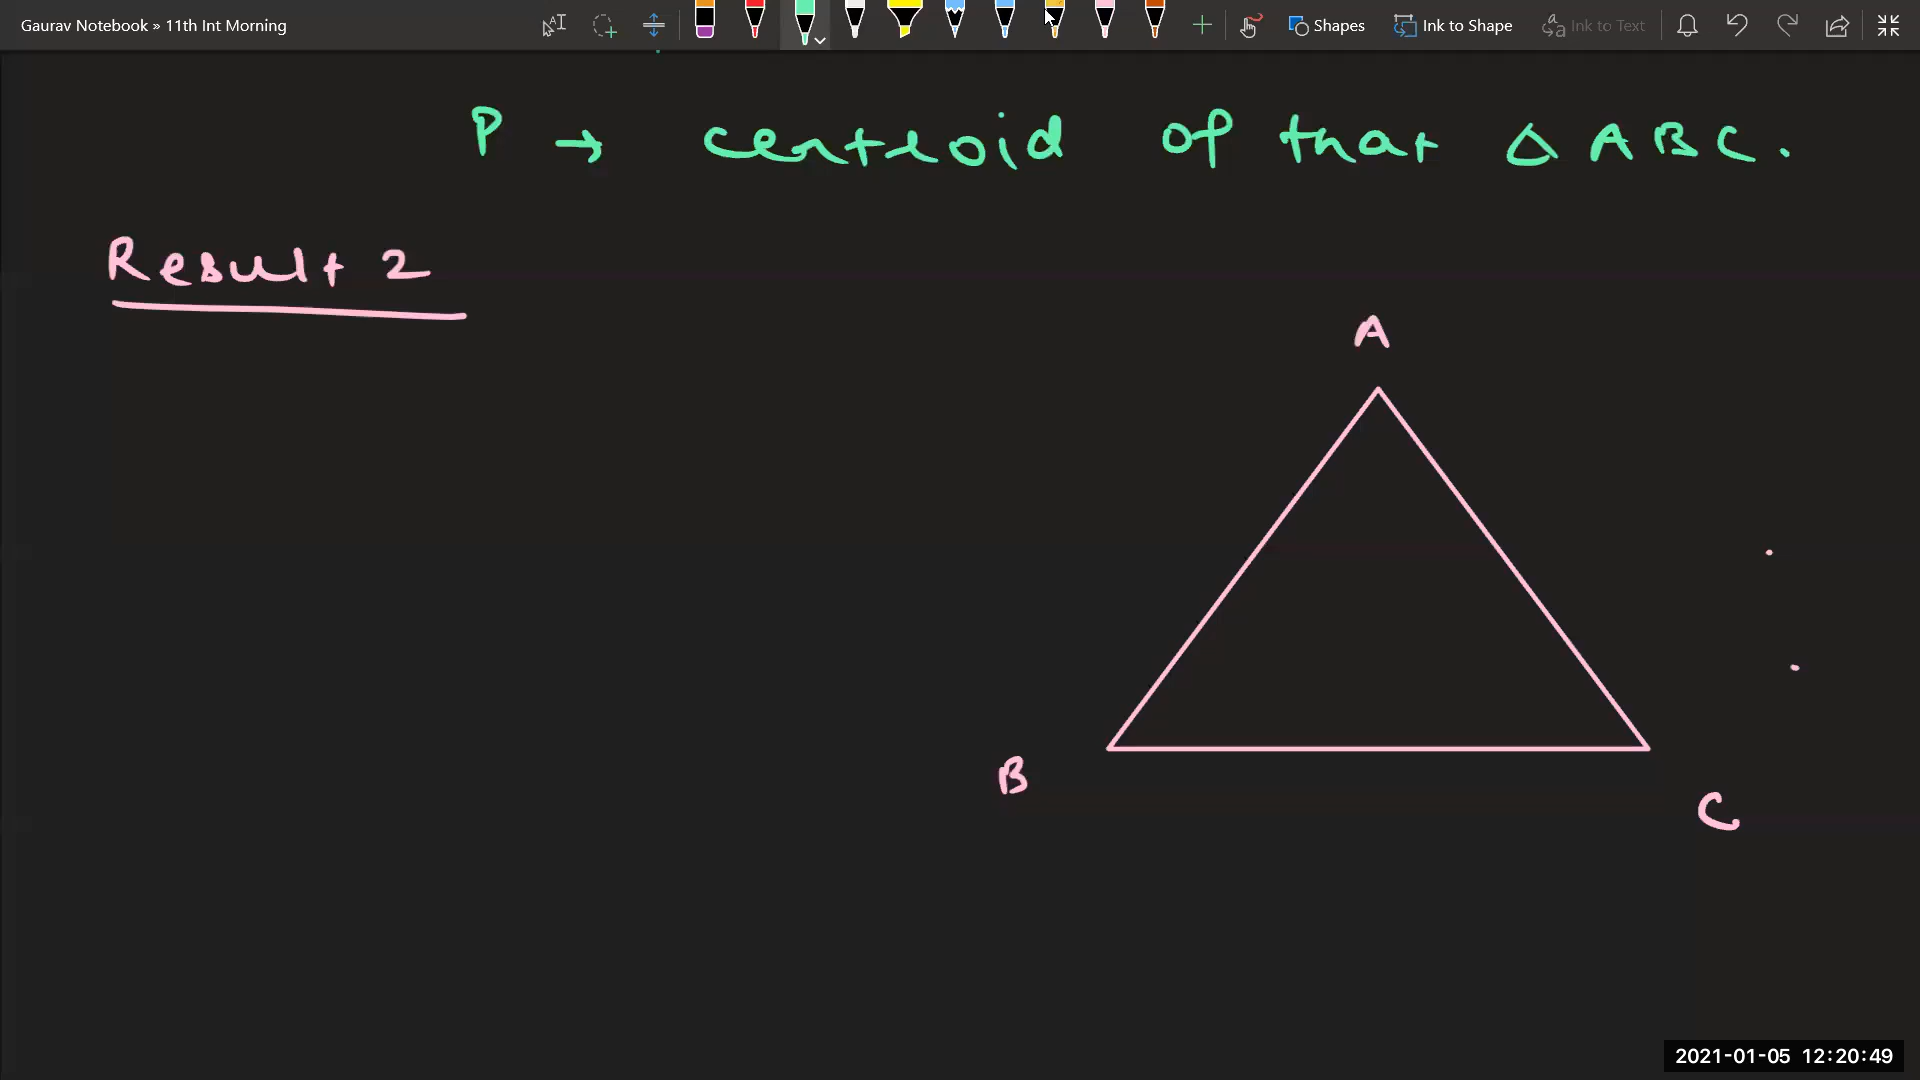 Gaurav Notebook » 11th Int Morning
Shapes
Ink to Shape
Ink to Text
P → centroid of that △ ABC.
Result 2
A
B
C
2021-01-05 12:20:49